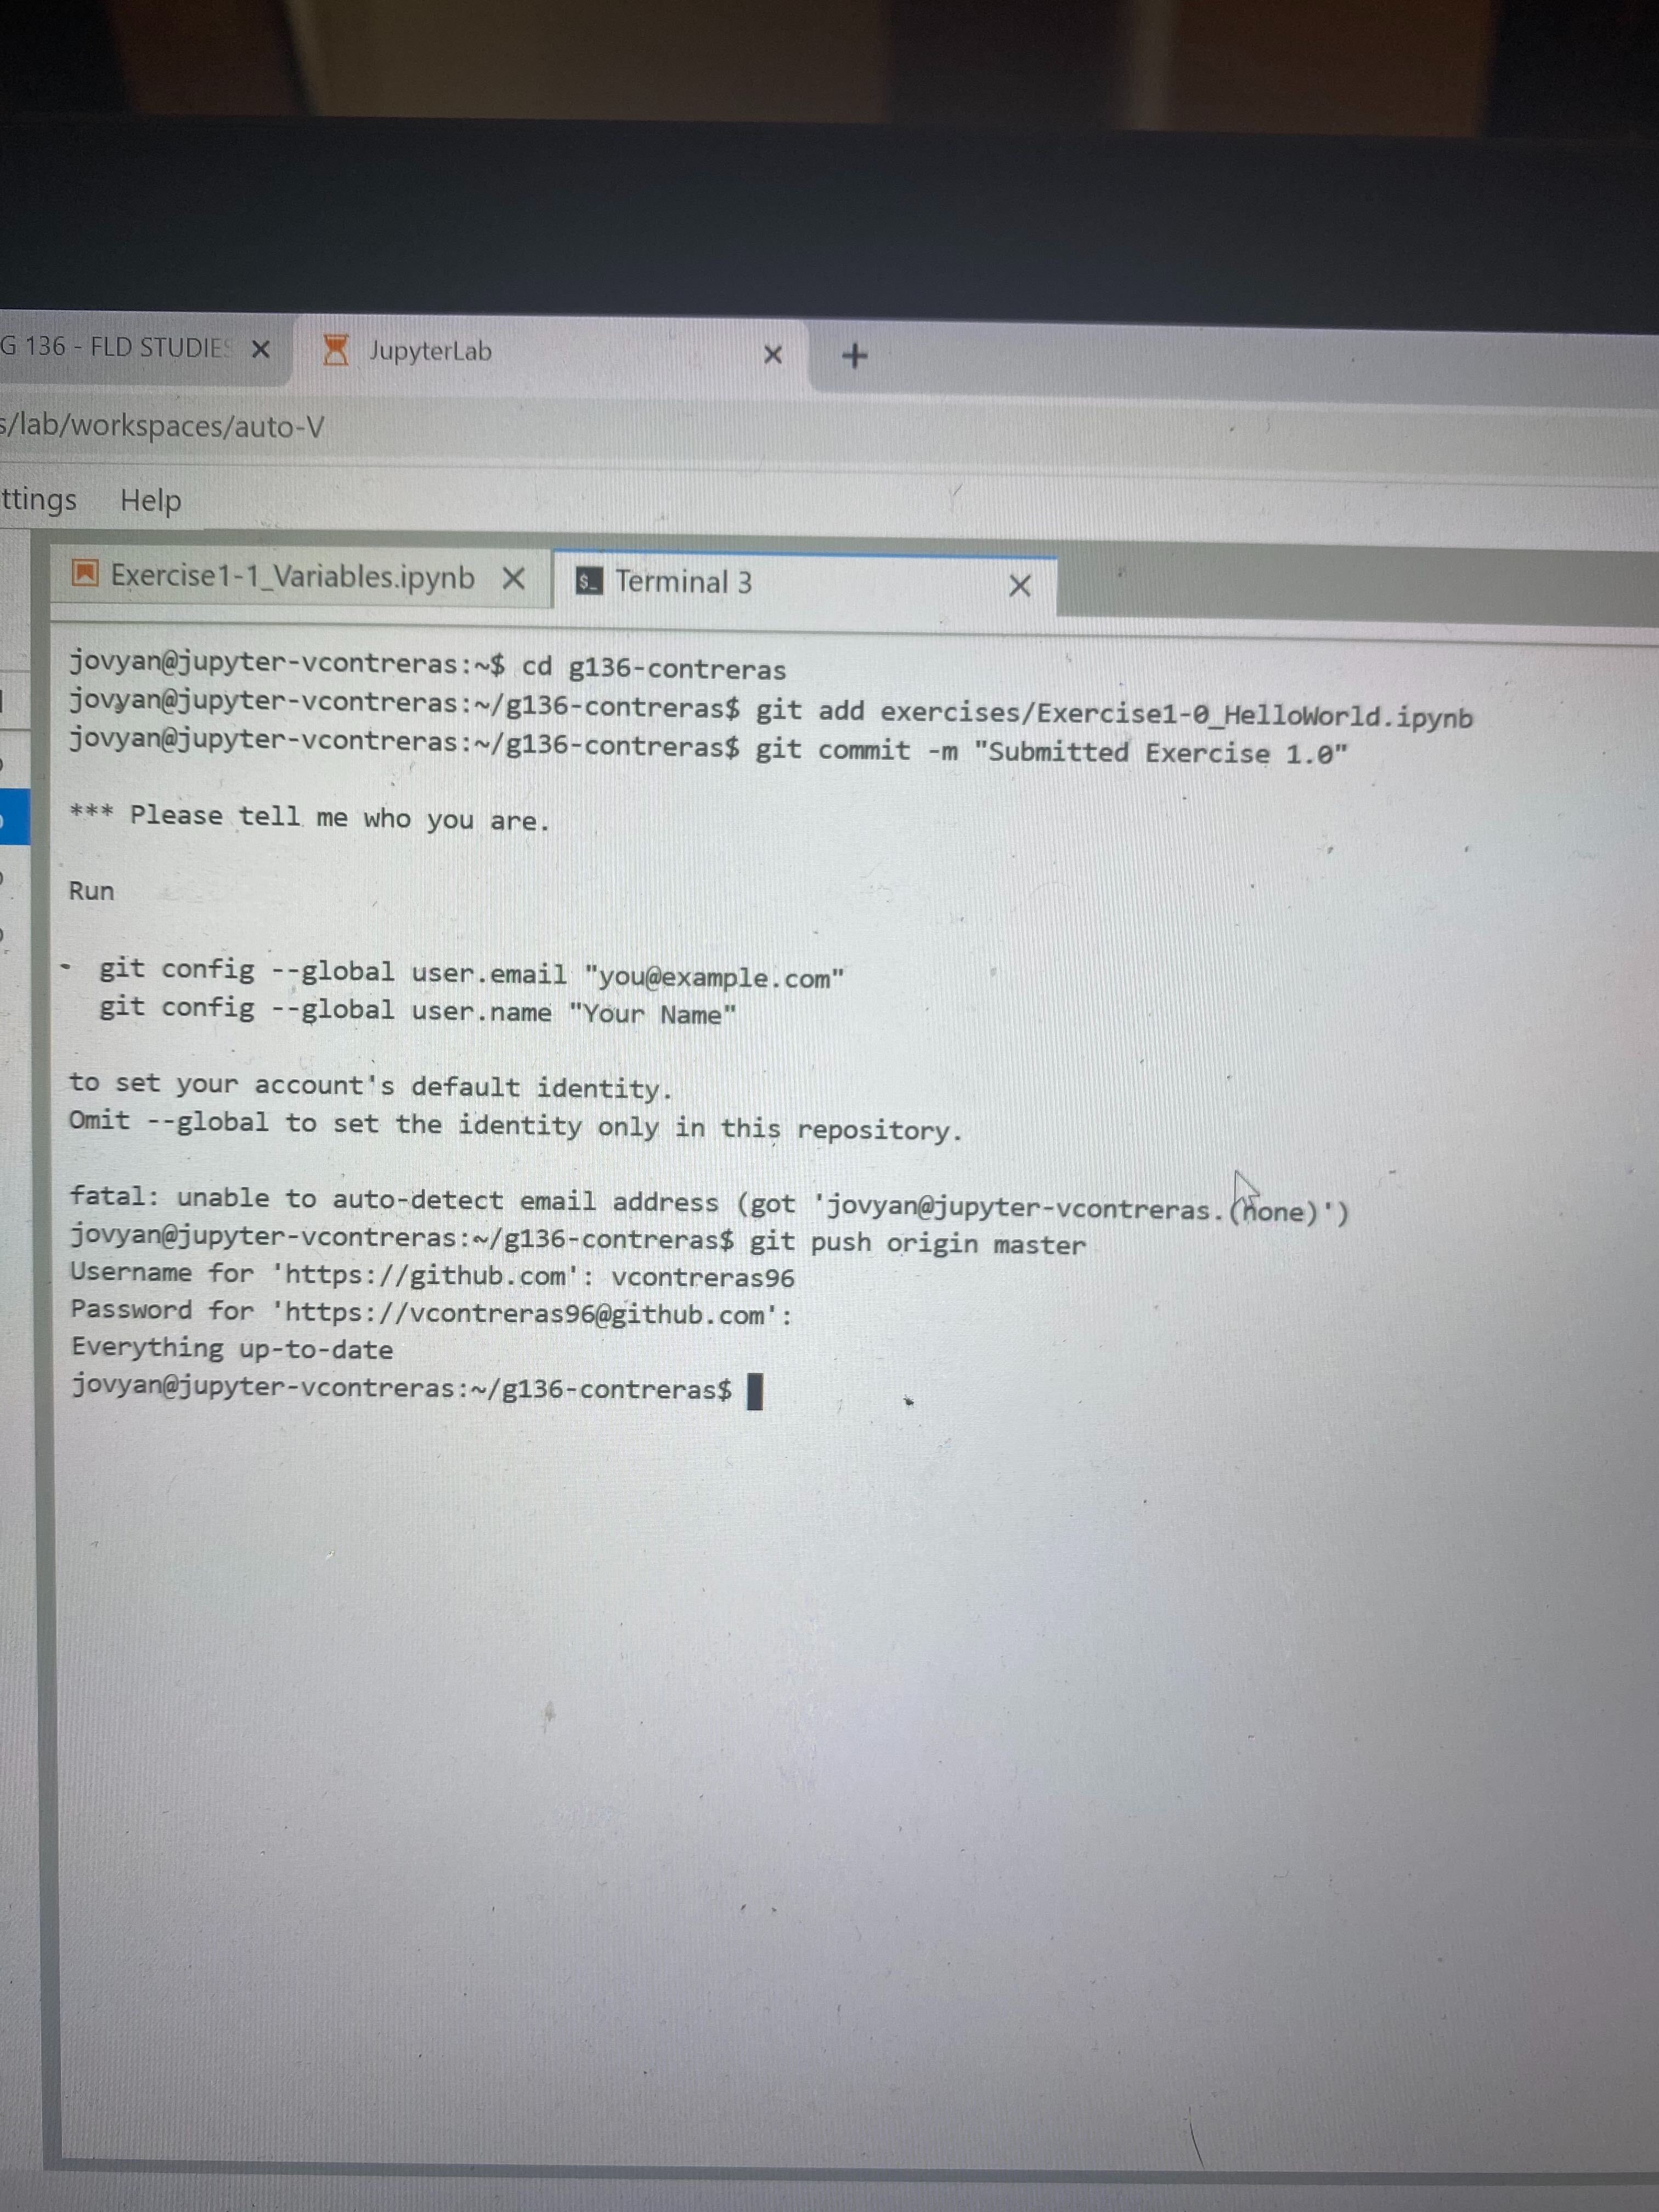 G 136 - FLD STUDIES
JupyterLab
s/lab/workspaces/auto-V
ttings Help
Exercise1-1_Variables.ipynb
$_ Terminal 3
jovyan@jupyter-vcontreras:~$ cd g136-contreras
jovyan@jupyter-vcontreras:~/g136-contreras$ git add exercises/Exercise1-0_HelloWorld.ipynb
jovyan@jupyter-vcontreras:~/g136-contreras$ git commit -m "Submitted Exercise 1.0"
*** Please tell me who you are.
Run
git config --global user.email "you@example.com"
git config --global user.name "Your Name"
to set your account's default identity.
Omit --global to set the identity only in this repository.
fatal: unable to auto-detect email address (got 'jovyan@jupyter-vcontreras.(none)')
jovyan@jupyter-vcontreras:~/g136-contreras$ git push origin master
Username for 'https://github.com': vcontreras96
Password for 'https://vcontreras96@github.com':
Everything up-to-date
jovyan@jupyter-vcontreras:~/g136-contreras$